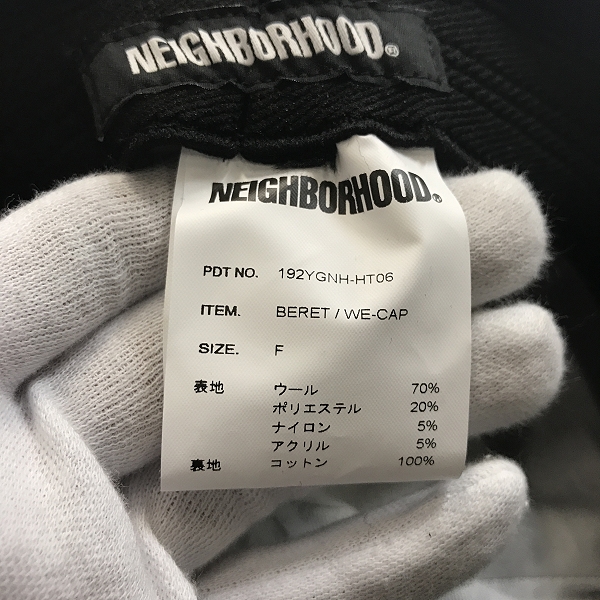 NEIGHBORHOOD®
NEIGHBORHOOD®
PDT NO. 192YGNH-HT06
ITEM. BERET / WE-CAP
SIZE. F
表地 ウール 70%
ポリエステル 20%
ナイロン 5%
アクリル 5%
裏地 コットン 100%